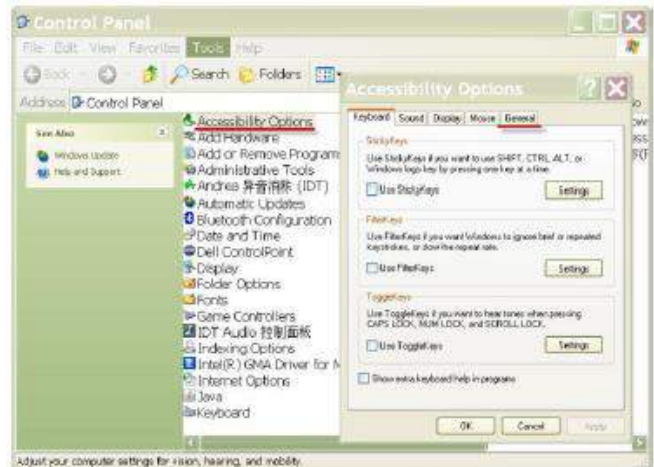 Control Panel
File Edit View Favorites Tools Help
Back Search Folders
Address Control Panel
See Also
Windows Update
Help and Support
Accessibility Options
Add Hardware
Add or Remove Program
Administrative Tools
Andrea 异音消除 (IDT)
Automatic Updates
Bluetooth Configuration
Date and Time
Dell ControlPoint
Display
Folder Options
Fonts
Game Controllers
IDT Audio 控制面板
Indexing Options
Intel(R) GMA Driver for M
Internet Options
Java
Keyboard
Adjust your computer settings for vision, hearing, and mobility.
Accessibility Options
Keyboard Sound Display Mouse General
StickyKeys
Use StickyKeys if you want to use SHIFT, CTRL, ALT, or
Windows logo key by pressing one key at a time.
Use StickyKeys Settings
FilterKeys
Use FilterKeys if you want Windows to ignore brief or repeated
keystrokes, or slow the repeat rate.
Use FilterKeys Settings
ToggleKeys
Use ToggleKeys if you want to hear tones when pressing
CAPS LOCK, NUM LOCK, and SCROLL LOCK.
Use ToggleKeys Settings
Show extra keyboard help in programs
OK Cancel Apply